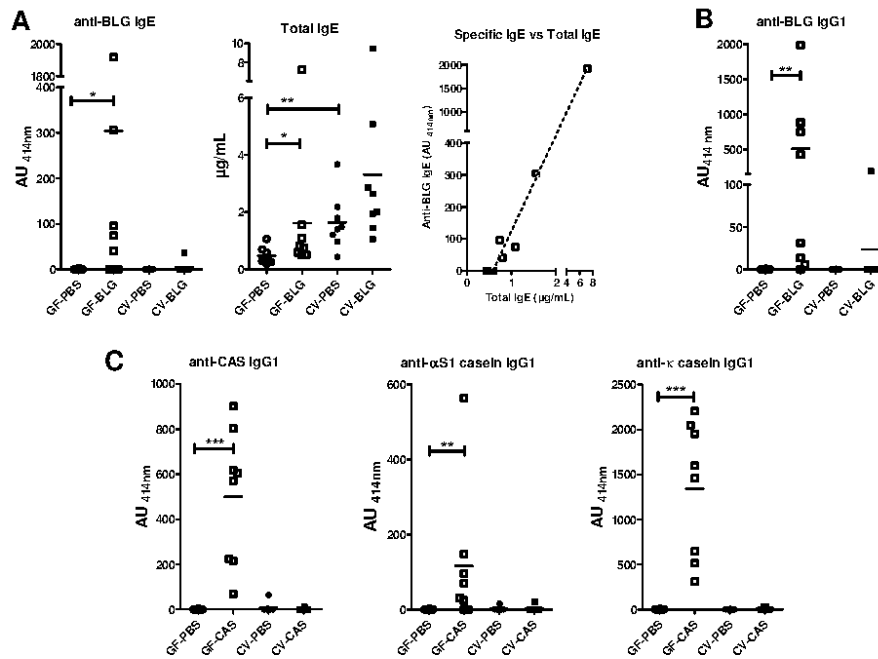 A
anti-BLG IgE
2000
1800
400
300
200
100
0
AU 414nm
*
GF-PBS
GF-BLG
CV-PBS
CV-BLG
Total IgE
10
8
6
4
2
0
µg/mL
**
*
GF-PBS
GF-BLG
CV-PBS
CV-BLG
Specific IgE vs Total IgE
2000
1500
1000
400
300
200
100
0
Anti-BLG IgE (AU 414nm)
0
1
2
4
6
8
Total IgE (µg/mL)
B
anti-BLG IgG1
2000
1500
1000
500
100
50
0
AU 414 nm
**
GF-PBS
GF-BLG
CV-PBS
CV-BLG
C
anti-CAS IgG1
1000
800
600
400
200
0
AU 414nm
***
GF-PBS
GF-CAS
CV-PBS
CV-CAS
anti-αS1 casein IgG1
600
400
200
0
AU 414nm
**
GF-PBS
GF-CAS
CV-PBS
CV-CAS
anti-κ casein IgG1
2500
2000
1500
1000
500
0
AU 414nm
***
GF-PBS
GF-CAS
CV-PBS
CV-CAS